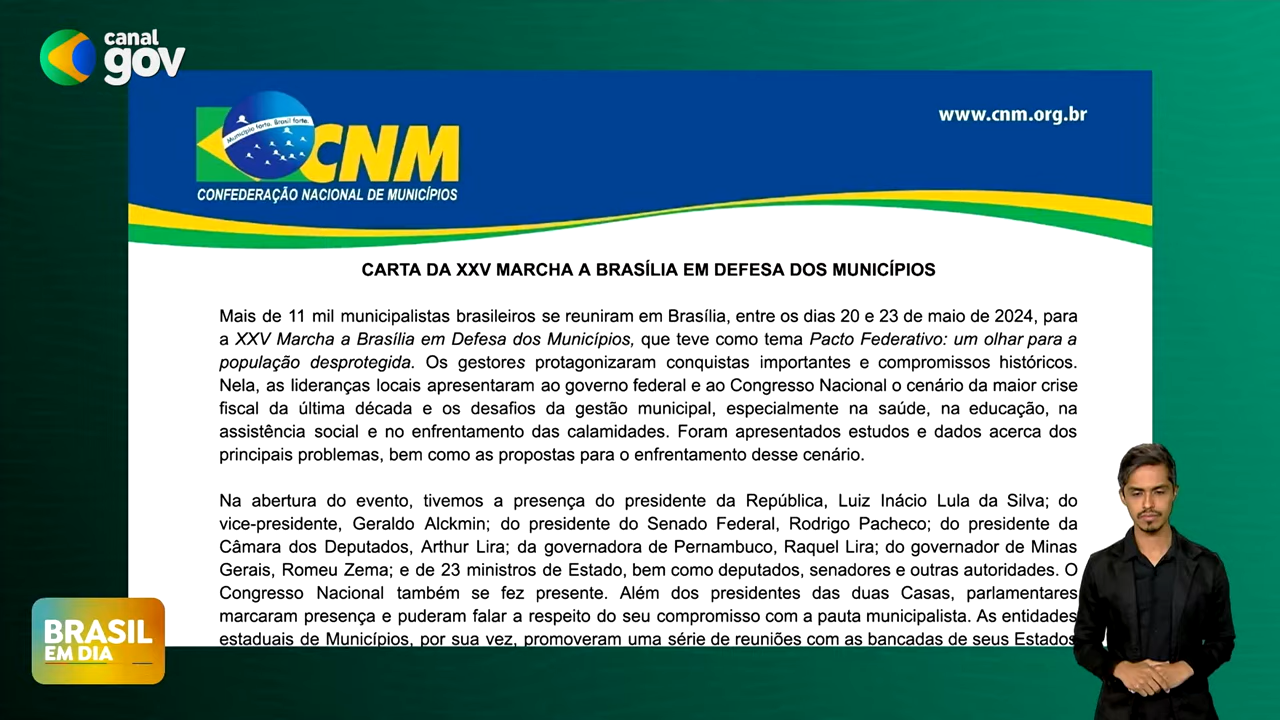 canal
gov
Município forte. Brasil forte.
CNM
CONFEDERAÇÃO NACIONAL DE MUNICÍPIOS
www.cnm.org.br
CARTA DA XXV MARCHA A BRASÍLIA EM DEFESA DOS MUNICÍPIOS
Mais de 11 mil municipalistas brasileiros se reuniram em Brasília, entre os dias 20 e 23 de maio de 2024, para
a XXV Marcha a Brasília em Defesa dos Municípios, que teve como tema Pacto Federativo: um olhar para a
população desprotegida. Os gestores protagonizaram conquistas importantes e compromissos históricos.
Nela, as lideranças locais apresentaram ao governo federal e ao Congresso Nacional o cenário da maior crise
fiscal da última década e os desafios da gestão municipal, especialmente na saúde, na educação, na
assistência social e no enfrentamento das calamidades. Foram apresentados estudos e dados acerca dos
principais problemas, bem como as propostas para o enfrentamento desse cenário.
Na abertura do evento, tivemos a presença do presidente da República, Luiz Inácio Lula da Silva; do
vice-presidente, Geraldo Alckmin; do presidente do Senado Federal, Rodrigo Pacheco; do presidente da
Câmara dos Deputados, Arthur Lira; da governadora de Pernambuco, Raquel Lira; do governador de Minas
Gerais, Romeu Zema; e de 23 ministros de Estado, bem como deputados, senadores e outras autoridades. O
Congresso Nacional também se fez presente. Além dos presidentes das duas Casas, parlamentares
marcaram presença e puderam falar a respeito do seu compromisso com a pauta municipalista. As entidades
estaduais de Municípios, por sua vez, promoveram uma série de reuniões com as bancadas de seus Estados
BRASIL
EM DIA